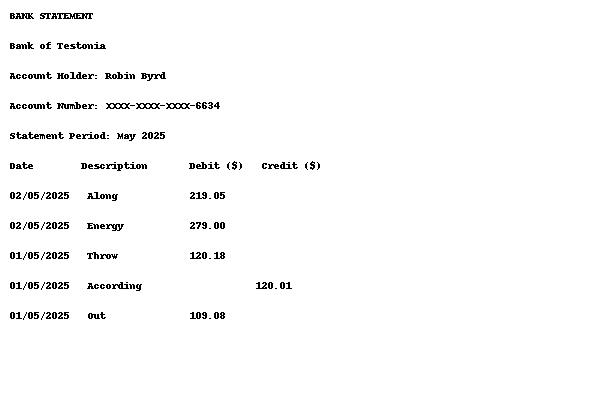 BANK STATEMENT
Bank of Testonia
Account Holder: Robin Byrd
Account Number: XXXX-XXXX-XXXX-6634
Statement Period: May 2025
Date Description Debit ($) Credit ($)
02/05/2025 Along 219.05
02/05/2025 Energy 279.00
01/05/2025 Throw 120.18
01/05/2025 According 120.01
01/05/2025 Out 109.08